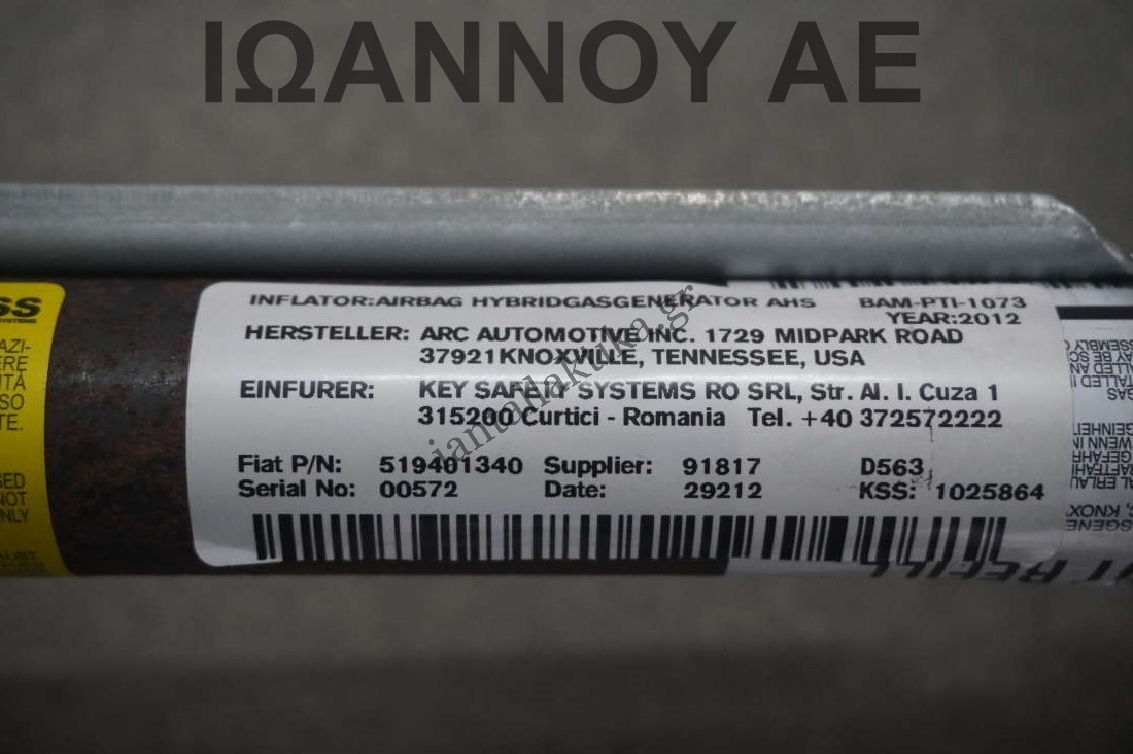 ΙΩΑΝΝΟΥ ΑΕ
INFLATOR:AIRBAG HYBRIDGASGENERATOR AHS BAM-PTI-1073
YEAR:2012
HERSTELLER: ARC AUTOMOTIVE INC. 1729 MIDPARK ROAD
37921 KNOXVILLE, TENNESSEE, USA
EINFURER: KEY SAFETY SYSTEMS RO SRL, Str. Al. I. Cuza 1
315200 Curtici - Romania Tel. +40 372572222
Fiat P/N: 519401340 Supplier: 91817 D563
Serial No: 00572 Date: 29212 KSS: 1025864